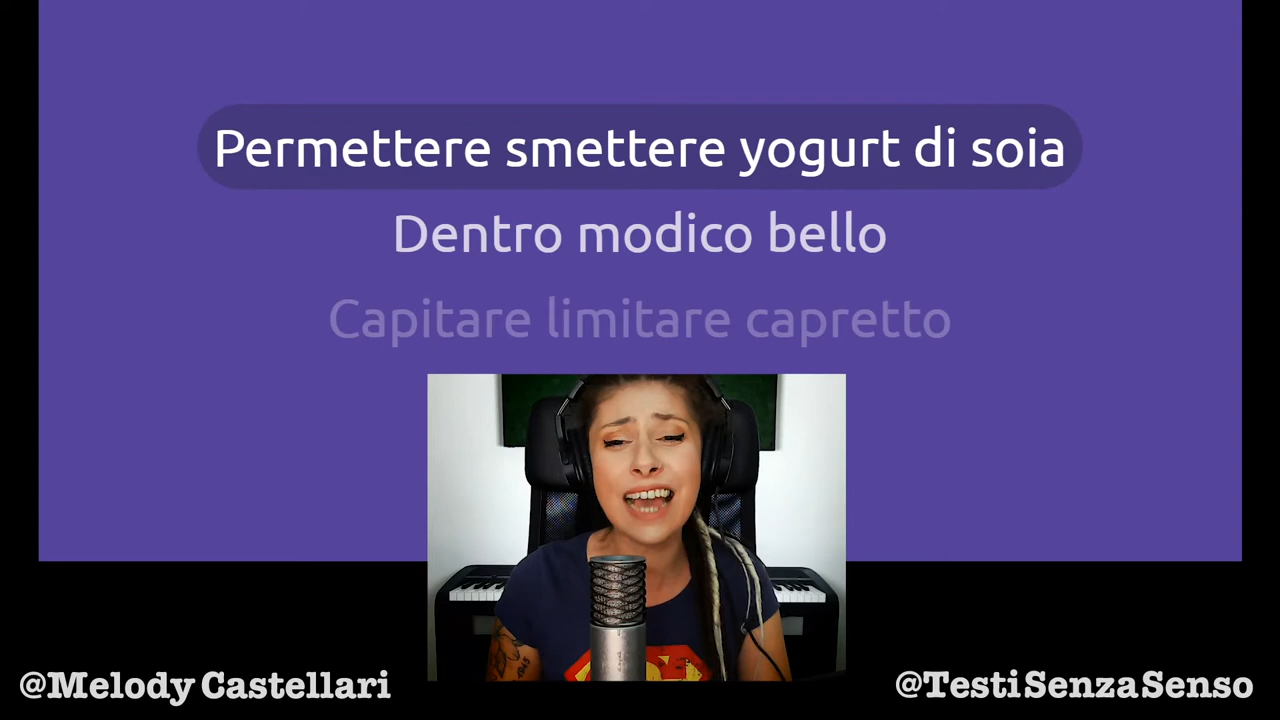 Permettere smettere yogurt di soia
Dentro modico bello
Capitare limitare capretto
@Melody Castellari
@TestiSenzaSenso